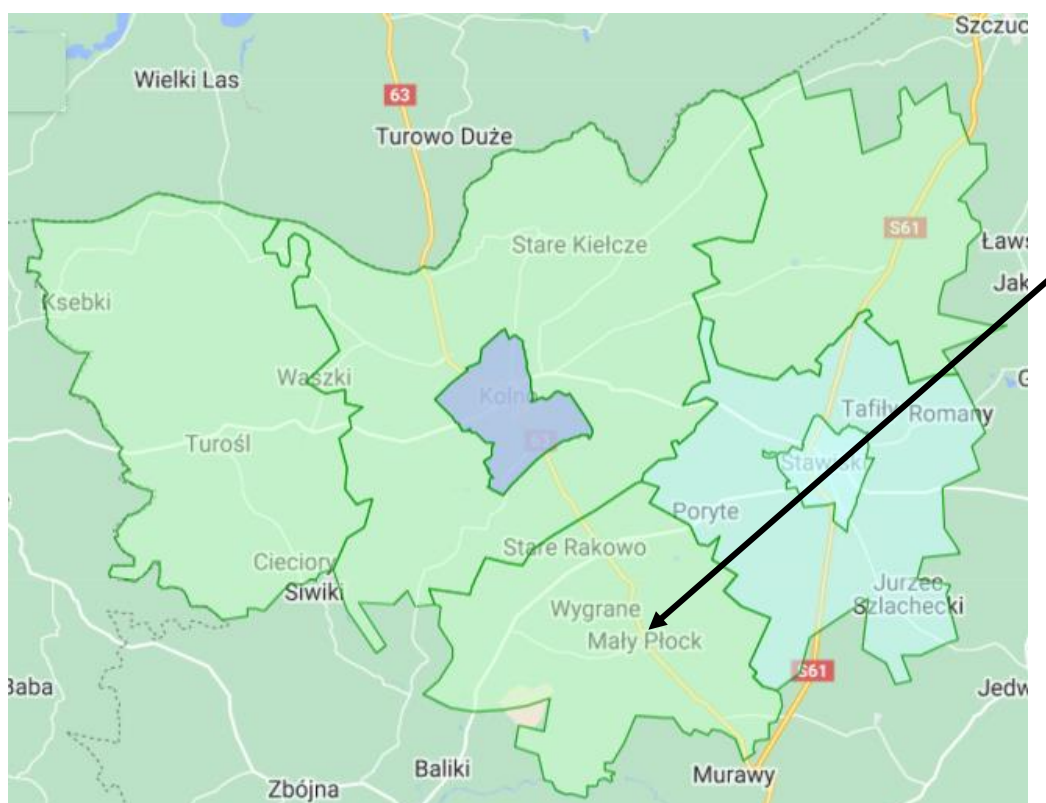 Szczuc
Wielki Las
63
Turowo Duże
S61
Stare Kiełcze
Ławs
Jak
Ksebki
Waszki
G
Kolno
Tafiły
Romany
Turośl
63
Stawiski
Poryte
Stare Rakowo
Cieciory
Siwiki
Jurzec
Szlachecki
Wygrane
Mały Płock
S61
Baba
Jedw
Baliki
Murawy
Zbójna